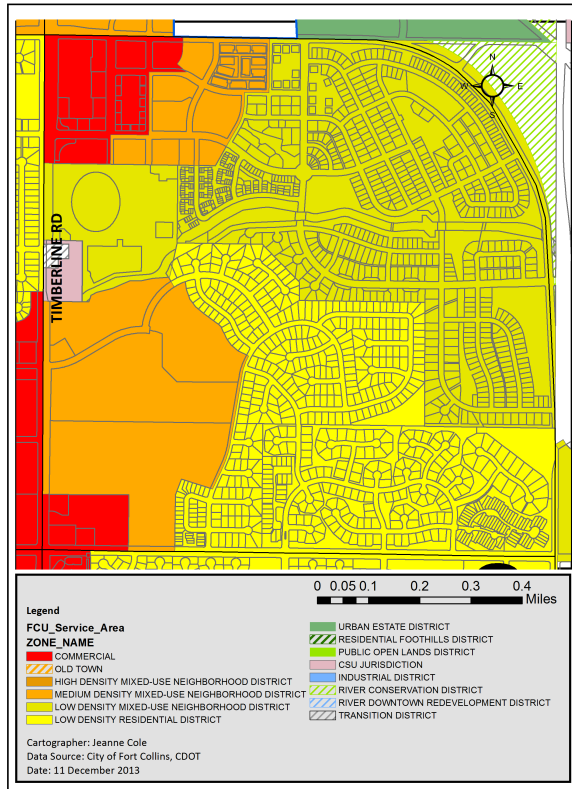 N
W E
S
TIMBERLINE RD
0 0.05 0.1 0.2 0.3 0.4
Miles
Legend
FCU_Service_Area
ZONE_NAME
COMMERCIAL
OLD TOWN
HIGH DENSITY MIXED-USE NEIGHBORHOOD DISTRICT
MEDIUM DENSITY MIXED-USE NEIGHBORHOOD DISTRICT
LOW DENSITY MIXED-USE NEIGHBORHOOD DISTRICT
LOW DENSITY RESIDENTIAL DISTRICT
URBAN ESTATE DISTRICT
RESIDENTIAL FOOTHILLS DISTRICT
PUBLIC OPEN LANDS DISTRICT
CSU JURISDICTION
INDUSTRIAL DISTRICT
RIVER CONSERVATION DISTRICT
RIVER DOWNTOWN REDEVELOPMENT DISTRICT
TRANSITION DISTRICT
Cartographer: Jeanne Cole
Data Source: City of Fort Collins, CDOT
Date: 11 December 2013